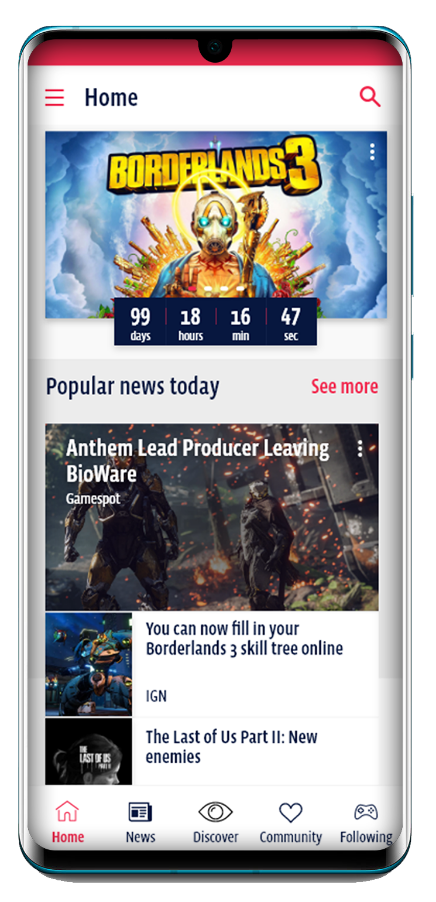 Home
BORDERLANDS 3
99 18 16 47
days hours min sec
Popular news today See more
Anthem Lead Producer Leaving
BioWare
Gamespot
You can now fill in your
Borderlands 3 skill tree online
IGN
THE
LAST OF US
PART II
The Last of Us Part II: New
enemies
Home News Discover Community Following